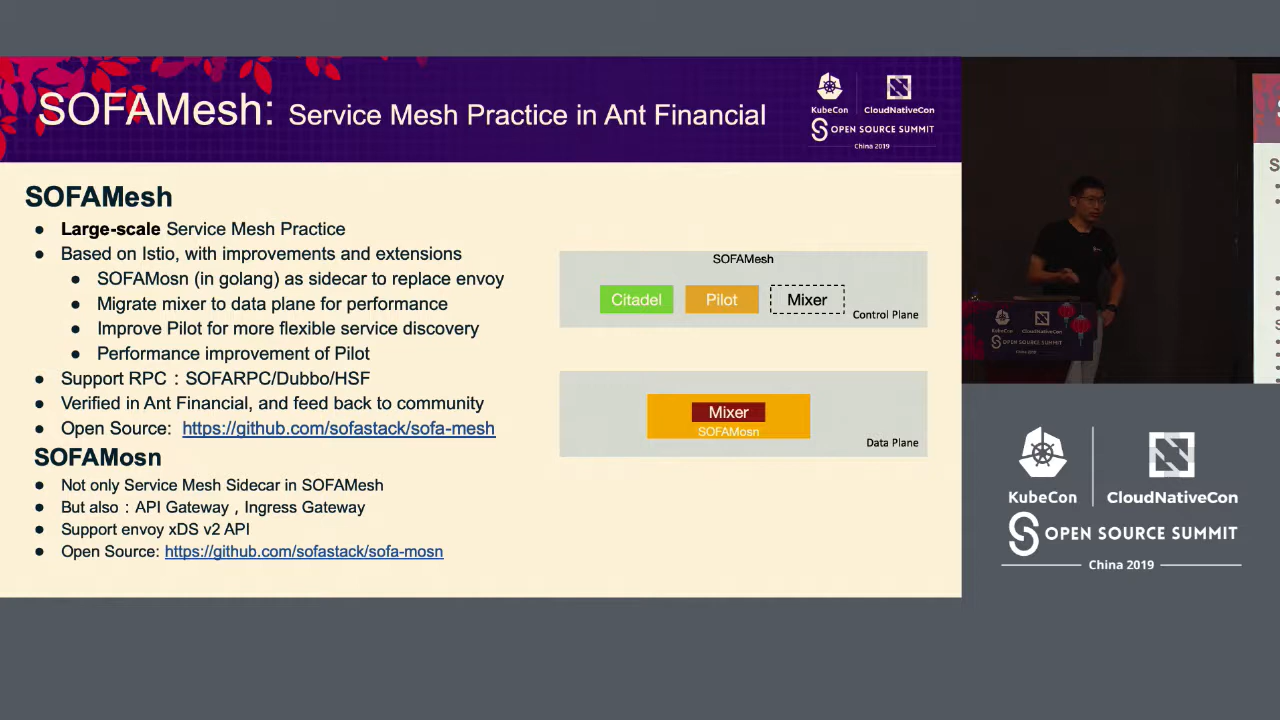 SOFAMesh: Service Mesh Practice in Ant Financial
KubeCon
CloudNativeCon
OPEN SOURCE SUMMIT
China 2019
SOFAMesh
Large-scale Service Mesh Practice
Based on Istio, with improvements and extensions
SOFAMosn (in golang) as sidecar to replace envoy
Migrate mixer to data plane for performance
Improve Pilot for more flexible service discovery
Performance improvement of Pilot
Support RPC：SOFARPC/Dubbo/HSF
Verified in Ant Financial, and feed back to community
Open Source: https://github.com/sofastack/sofa-mesh
SOFAMosn
Not only Service Mesh Sidecar in SOFAMesh
But also：API Gateway，Ingress Gateway
Support envoy xDS v2 API
Open Source: https://github.com/sofastack/sofa-mosn
SOFAMesh
Citadel
Pilot
Mixer
Control Plane
Mixer
SOFAMosn
Data Plane
OPEN SOURCE SUMMIT
KubeCon
CloudNativeCon
OPEN SOURCE SUMMIT
China 2019